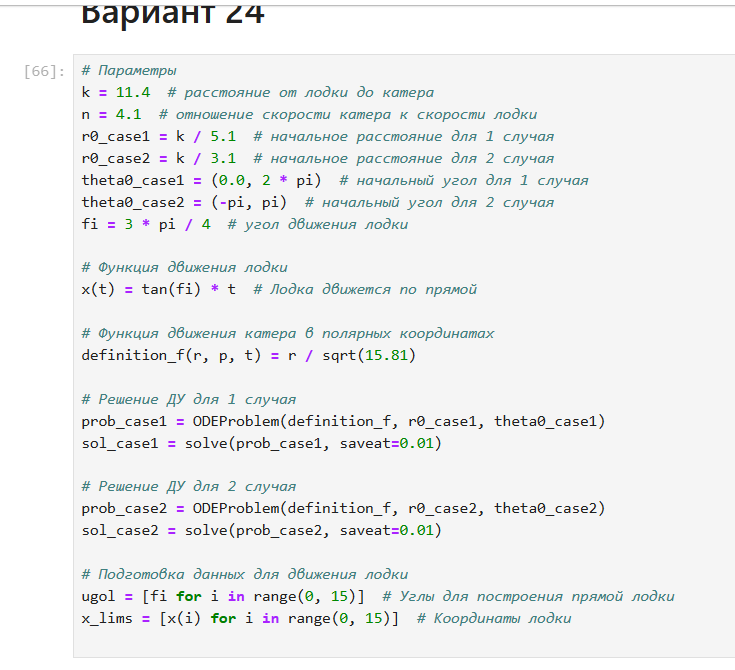 Вариант 24
[66]:
# Параметры
k = 11.4  # расстояние от лодки до катера
n = 4.1  # отношение скорости катера к скорости лодки
r0_case1 = k / 5.1  # начальное расстояние для 1 случая
r0_case2 = k / 3.1  # начальное расстояние для 2 случая
theta0_case1 = (0.0, 2 * pi)  # начальный угол для 1 случая
theta0_case2 = (-pi, pi)  # начальный угол для 2 случая
fi = 3 * pi / 4  # угол движения лодки
# Функция движения лодки
x(t) = tan(fi) * t  # Лодка движется по прямой
# Функция движения катера в полярных координатах
definition_f(r, p, t) = r / sqrt(15.81)
# Решение ДУ для 1 случая
prob_case1 = ODEProblem(definition_f, r0_case1, theta0_case1)
sol_case1 = solve(prob_case1, saveat=0.01)
# Решение ДУ для 2 случая
prob_case2 = ODEProblem(definition_f, r0_case2, theta0_case2)
sol_case2 = solve(prob_case2, saveat=0.01)
# Подготовка данных для движения лодки
ugol = [fi for i in range(0, 15)]  # Углы для построения прямой лодки
x_lims = [x(i) for i in range(0, 15)]  # Координаты лодки